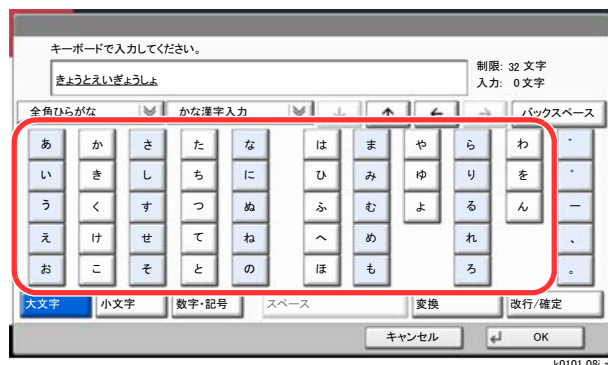 キーボードで入力してください。
制限: 32 文字
きょうとえいぎょうしょ
入力: 0 文字
全角ひらがな かな漢字入力 ↓ ↑ ← → バックスペース
あ か さ た な は ま や ら わ ゛
い き し ち に ひ み ゆ り を ゜
う く す つ ぬ ふ む よ る ん ー
え け せ て ね へ め れ 、
お こ そ と の ほ も ろ 。
大文字 小文字 数字・記号 スペース 変換 改行/確定
キャンセル OK